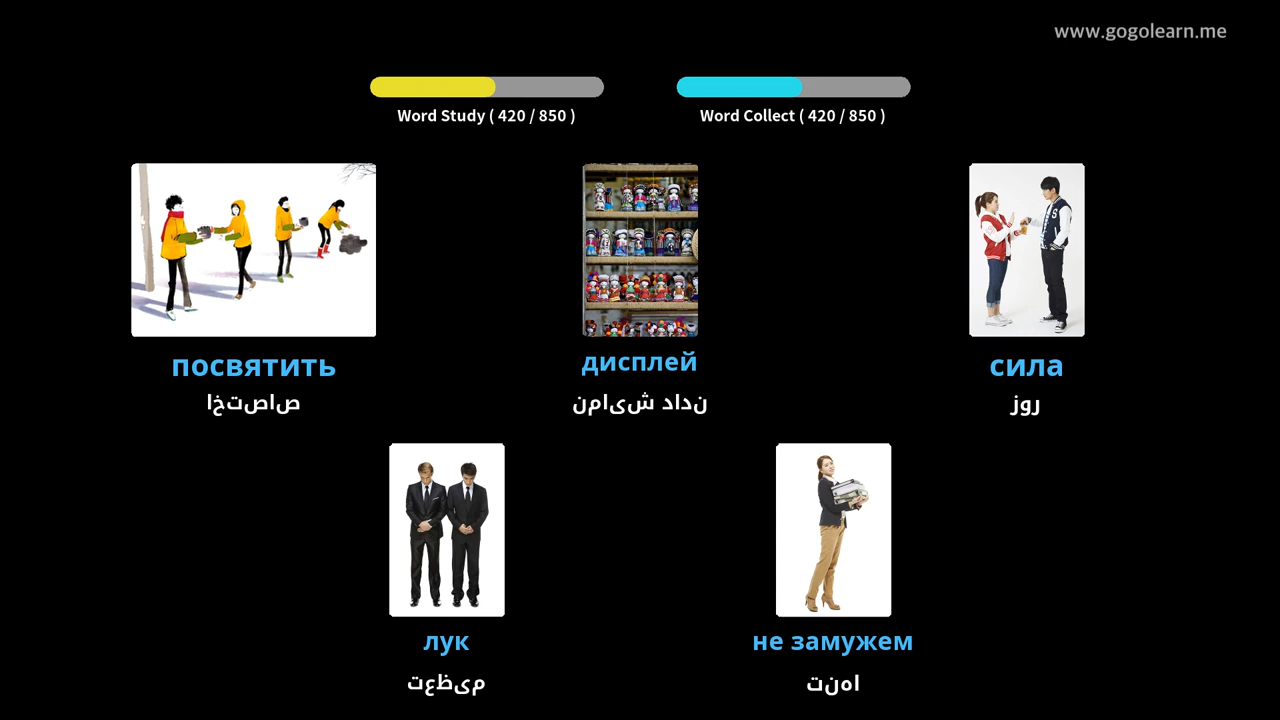 www.gogolearn.me
Word Study ( 420 / 850 )
Word Collect ( 420 / 850 )
посвятить
اختصاص
дисплей
نمایش دادن
сила
زور
лук
تعظیم
не замужем
تنها